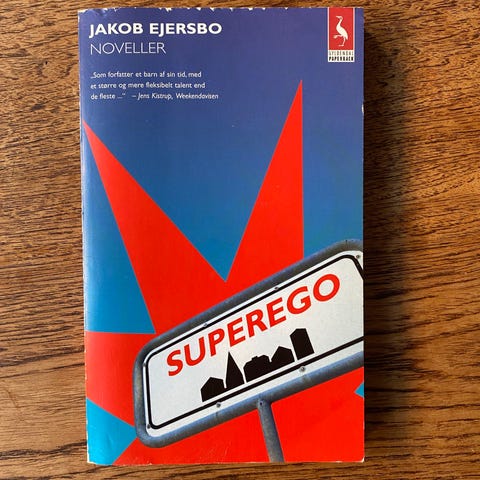 JAKOB EJERSBO
NOVELLER
„Som forfatter et barn af sin tid, med
et større og mere fleksibelt talent end
de fleste ...” – Jens Kistrup, Weekendavisen
GYLDENDAL
PAPERBACK
SUPEREGO